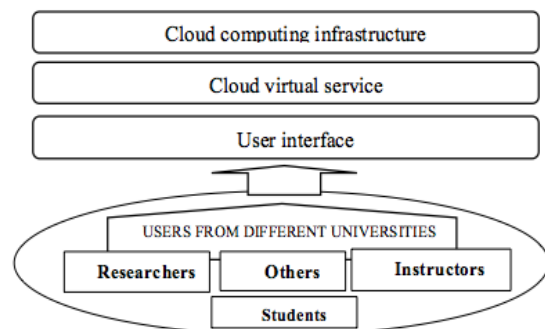 Cloud computing infrastructure
Cloud virtual service
User interface
USERS FROM DIFFERENT UNIVERSITIES
Researchers Others Instructors
Students